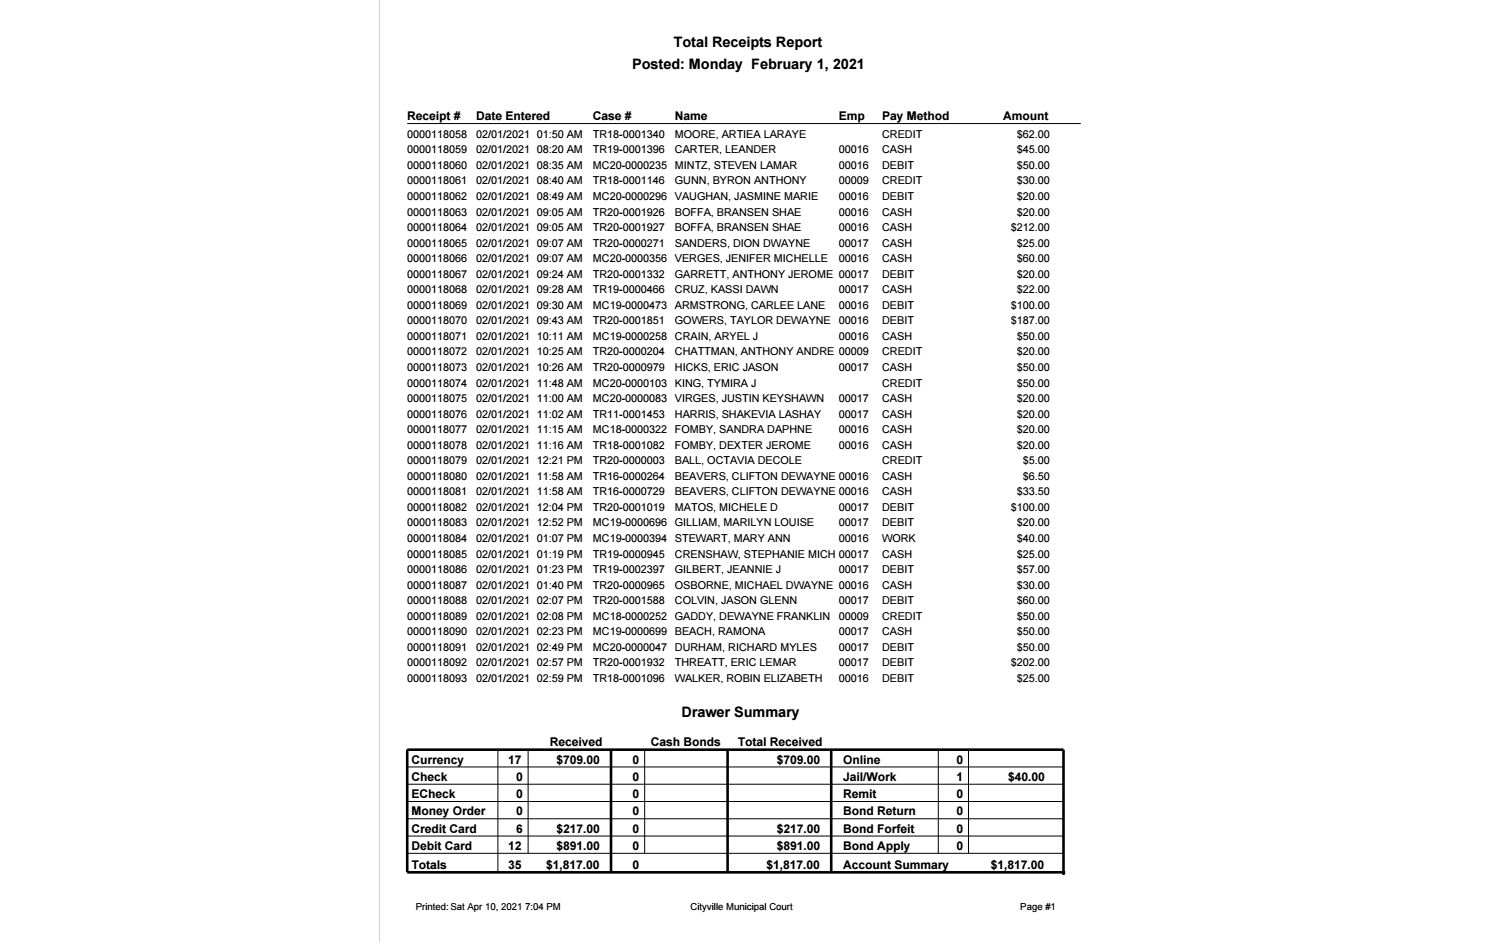 Total Receipts Report
Posted: Monday  February 1, 2021
Receipt # Date Entered Case # Name Emp Pay Method Amount
0000118058 02/01/2021 01:50 AM TR18-0001340 MOORE, ARTIEA LARAYE CREDIT $62.00
0000118059 02/01/2021 08:20 AM TR19-0001396 CARTER, LEANDER 00016 CASH $45.00
0000118060 02/01/2021 08:35 AM MC20-0000235 MINTZ, STEVEN LAMAR 00016 DEBIT $50.00
0000118061 02/01/2021 08:40 AM TR18-0001146 GUNN, BYRON ANTHONY 00009 CREDIT $30.00
0000118062 02/01/2021 08:49 AM MC20-0000296 VAUGHAN, JASMINE MARIE 00016 DEBIT $20.00
0000118063 02/01/2021 09:05 AM TR20-0001926 BOFFA, BRANSEN SHAE 00016 CASH $20.00
0000118064 02/01/2021 09:05 AM TR20-0001927 BOFFA, BRANSEN SHAE 00016 CASH $212.00
0000118065 02/01/2021 09:07 AM TR20-0000271 SANDERS, DION DWAYNE 00017 CASH $25.00
0000118066 02/01/2021 09:07 AM MC20-0000356 VERGES, JENIFER MICHELLE 00016 CASH $60.00
0000118067 02/01/2021 09:24 AM TR20-0001332 GARRETT, ANTHONY JEROME 00017 DEBIT $20.00
0000118068 02/01/2021 09:28 AM TR19-0000466 CRUZ, KASSI DAWN 00017 CASH $22.00
0000118069 02/01/2021 09:30 AM MC19-0000473 ARMSTRONG, CARLEE LANE 00016 DEBIT $100.00
0000118070 02/01/2021 09:43 AM TR20-0001851 GOWERS, TAYLOR DEWAYNE 00016 DEBIT $187.00
0000118071 02/01/2021 10:11 AM MC19-0000258 CRAIN, ARYEL J 00016 CASH $50.00
0000118072 02/01/2021 10:25 AM TR20-0000204 CHATTMAN, ANTHONY ANDRE 00009 CREDIT $20.00
0000118073 02/01/2021 10:26 AM TR20-0000979 HICKS, ERIC JASON 00017 CASH $50.00
0000118074 02/01/2021 11:48 AM MC20-0000103 KING, TYMIRA J CREDIT $50.00
0000118075 02/01/2021 11:00 AM MC20-0000083 VIRGES, JUSTIN KEYSHAWN 00017 CASH $20.00
0000118076 02/01/2021 11:02 AM TR11-0001453 HARRIS, SHAKEVIA LASHAY 00017 CASH $20.00
0000118077 02/01/2021 11:15 AM MC18-0000322 FOMBY, SANDRA DAPHNE 00016 CASH $20.00
0000118078 02/01/2021 11:16 AM TR18-0001082 FOMBY, DEXTER JEROME 00016 CASH $20.00
0000118079 02/01/2021 12:21 PM TR20-0000003 BALL, OCTAVIA DECOLE CREDIT $5.00
0000118080 02/01/2021 11:58 AM TR16-0000264 BEAVERS, CLIFTON DEWAYNE 00016 CASH $6.50
0000118081 02/01/2021 11:58 AM TR16-0000729 BEAVERS, CLIFTON DEWAYNE 00016 CASH $33.50
0000118082 02/01/2021 12:04 PM TR20-0001019 MATOS, MICHELE D 00017 DEBIT $100.00
0000118083 02/01/2021 12:52 PM MC19-0000696 GILLIAM, MARILYN LOUISE 00017 DEBIT $20.00
0000118084 02/01/2021 01:07 PM MC19-0000394 STEWART, MARY ANN 00016 WORK $40.00
0000118085 02/01/2021 01:19 PM TR19-0000945 CRENSHAW, STEPHANIE MICH 00017 CASH $25.00
0000118086 02/01/2021 01:23 PM TR19-0002397 GILBERT, JEANNIE J 00017 DEBIT $57.00
0000118087 02/01/2021 01:40 PM TR20-0000965 OSBORNE, MICHAEL DWAYNE 00016 CASH $30.00
0000118088 02/01/2021 02:07 PM TR20-0001588 COLVIN, JASON GLENN 00017 DEBIT $60.00
0000118089 02/01/2021 02:08 PM MC18-0000252 GADDY, DEWAYNE FRANKLIN 00009 CREDIT $50.00
0000118090 02/01/2021 02:23 PM MC19-0000699 BEACH, RAMONA 00017 CASH $50.00
0000118091 02/01/2021 02:49 PM MC20-0000047 DURHAM, RICHARD MYLES 00017 DEBIT $50.00
0000118092 02/01/2021 02:57 PM TR20-0001932 THREATT, ERIC LEMAR 00017 DEBIT $202.00
0000118093 02/01/2021 02:59 PM TR18-0001096 WALKER, ROBIN ELIZABETH 00016 DEBIT $25.00
Drawer Summary
Received Cash Bonds Total Received
Currency 17 $709.00 0 $709.00 Online 0
Check 0 0 Jail/Work 1 $40.00
ECheck 0 0 Remit 0
Money Order 0 0 Bond Return 0
Credit Card 6 $217.00 0 $217.00 Bond Forfeit 0
Debit Card 12 $891.00 0 $891.00 Bond Apply 0
Totals 35 $1,817.00 0 $1,817.00 Account Summary $1,817.00
Printed: Sat Apr 10, 2021 7:04 PM Cityville Municipal Court Page #1